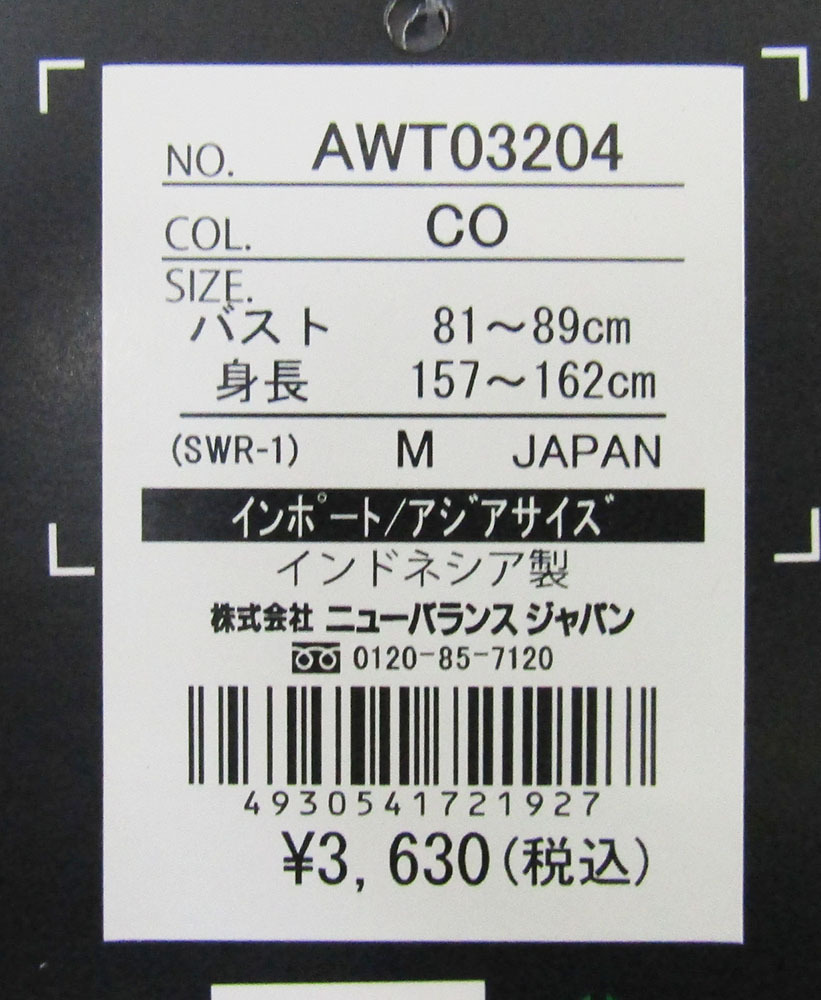 NO. AWT03204
COL. CO
SIZE.
バスト 81～89cm
身長 157～162cm
(SWR-1) M JAPAN
インポート/アジアサイズ
インドネシア製
株式会社 ニューバランス ジャパン
0120-85-7120
4930541721927
¥3,630(税込)